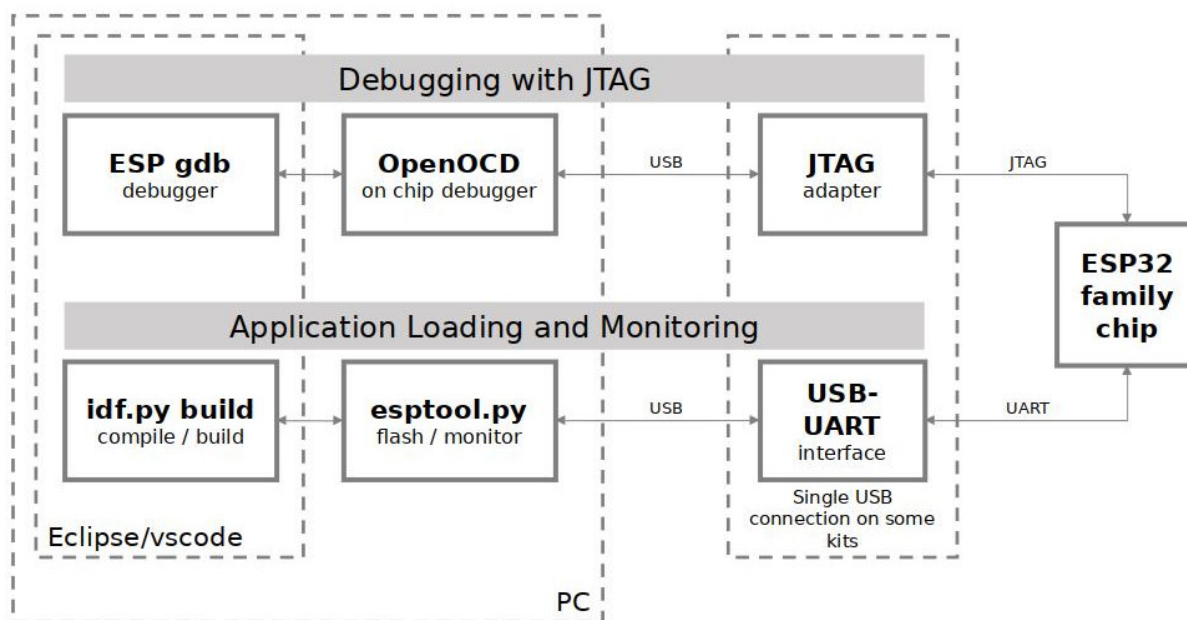 Debugging with JTAG
ESP gdb
debugger
OpenOCD
on chip debugger
USB
JTAG
adapter
JTAG
ESP32
family
chip
Application Loading and Monitoring
idf.py build
compile / build
esptool.py
flash / monitor
USB
USB-
UART
interface
UART
Single USB
connection on some
kits
Eclipse/vscode
PC